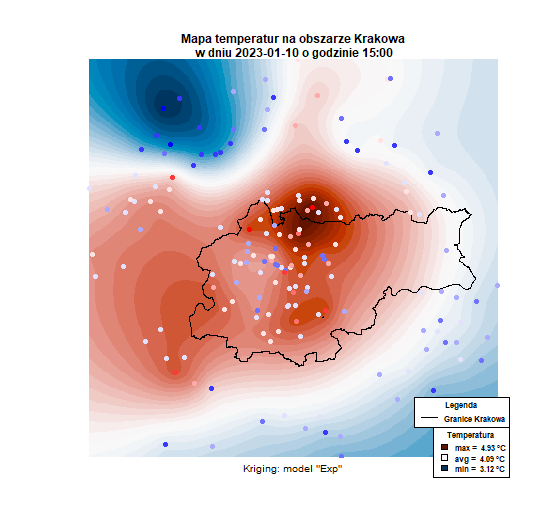 Mapa temperatur na obszarze Krakowa
w dniu 2023-01-10 o godzinie 15:00
Legenda
Granice Krakowa
Temperatura
max = 4.93 °C
avg = 4.09 °C
min = 3.12 °C
Kriging: model "Exp"